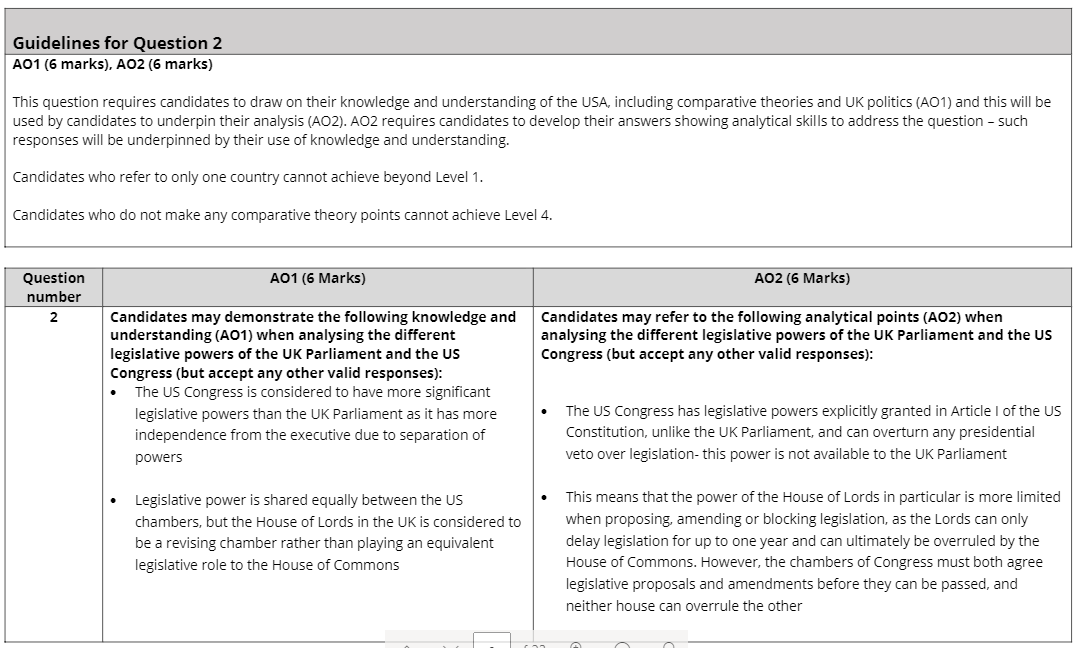 Guidelines for Question 2
AO1 (6 marks), AO2 (6 marks)
This question requires candidates to draw on their knowledge and understanding of the USA, including comparative theories and UK politics (AO1) and this will be
used by candidates to underpin their analysis (AO2). AO2 requires candidates to develop their answers showing analytical skills to address the question – such
responses will be underpinned by their use of knowledge and understanding.
Candidates who refer to only one country cannot achieve beyond Level 1.
Candidates who do not make any comparative theory points cannot achieve Level 4.
Question
number
AO1 (6 Marks)
AO2 (6 Marks)
2
Candidates may demonstrate the following knowledge and
understanding (AO1) when analysing the different
legislative powers of the UK Parliament and the US
Congress (but accept any other valid responses):
• The US Congress is considered to have more significant
legislative powers than the UK Parliament as it has more
independence from the executive due to separation of
powers
• Legislative power is shared equally between the US
chambers, but the House of Lords in the UK is considered to
be a revising chamber rather than playing an equivalent
legislative role to the House of Commons
Candidates may refer to the following analytical points (AO2) when
analysing the different legislative powers of the UK Parliament and the US
Congress (but accept any other valid responses):
• The US Congress has legislative powers explicitly granted in Article I of the US
Constitution, unlike the UK Parliament, and can overturn any presidential
veto over legislation- this power is not available to the UK Parliament
• This means that the power of the House of Lords in particular is more limited
when proposing, amending or blocking legislation, as the Lords can only
delay legislation for up to one year and can ultimately be overruled by the
House of Commons. However, the chambers of Congress must both agree
legislative proposals and amendments before they can be passed, and
neither house can overrule the other